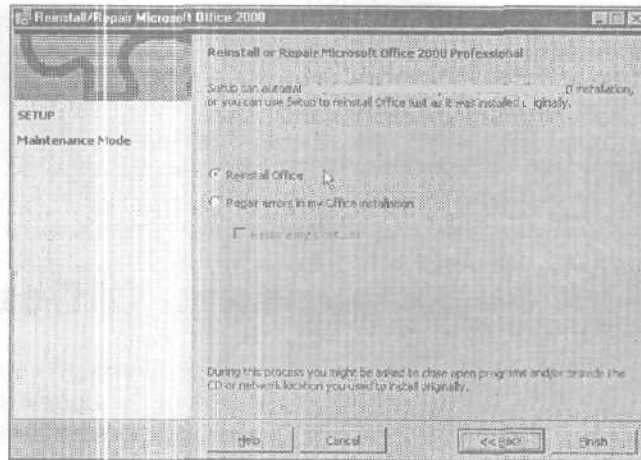 Reinstall/Repair Microsoft Office 2000
Reinstall or Repair Microsoft Office 2000 Professional
Setup can automat installation,
or you can use Setup to reinstall Office just as it was installed iginally.
SETUP
Maintenance Mode
Reinstall Office
Repair errors in my Office installation
During this process you might be asked to close open programs and/or provide the
CD or network location you used to install originally.
Help
Cancel
<< Back
Finish